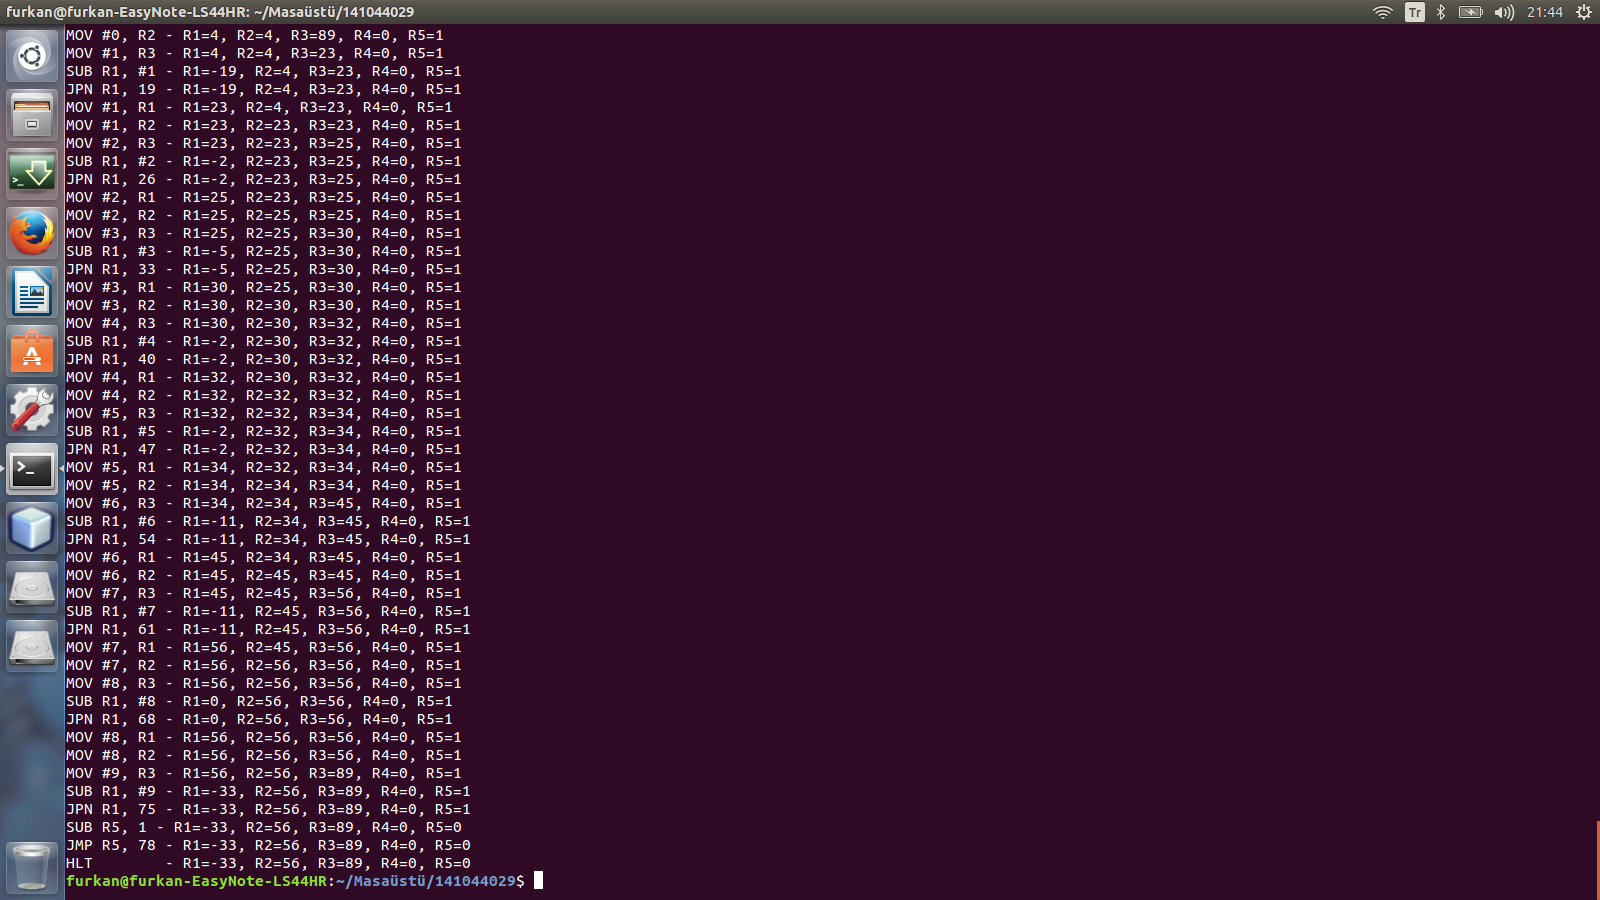 furkan@furkan-EasyNote-LS44HR: ~/Masaüstü/141044029
Tr
21:44
MOV #0, R2 - R1=4, R2=4, R3=89, R4=0, R5=1
MOV #1, R3 - R1=4, R2=4, R3=23, R4=0, R5=1
SUB R1, #1 - R1=-19, R2=4, R3=23, R4=0, R5=1
JPN R1, 19 - R1=-19, R2=4, R3=23, R4=0, R5=1
MOV #1, R1 - R1=23, R2=4, R3=23, R4=0, R5=1
MOV #1, R2 - R1=23, R2=23, R3=23, R4=0, R5=1
MOV #2, R3 - R1=23, R2=23, R3=25, R4=0, R5=1
SUB R1, #2 - R1=-2, R2=23, R3=25, R4=0, R5=1
JPN R1, 26 - R1=-2, R2=23, R3=25, R4=0, R5=1
MOV #2, R1 - R1=25, R2=23, R3=25, R4=0, R5=1
MOV #2, R2 - R1=25, R2=25, R3=25, R4=0, R5=1
MOV #3, R3 - R1=25, R2=25, R3=30, R4=0, R5=1
SUB R1, #3 - R1=-5, R2=25, R3=30, R4=0, R5=1
JPN R1, 33 - R1=-5, R2=25, R3=30, R4=0, R5=1
MOV #3, R1 - R1=30, R2=25, R3=30, R4=0, R5=1
MOV #3, R2 - R1=30, R2=30, R3=30, R4=0, R5=1
MOV #4, R3 - R1=30, R2=30, R3=32, R4=0, R5=1
SUB R1, #4 - R1=-2, R2=30, R3=32, R4=0, R5=1
JPN R1, 40 - R1=-2, R2=30, R3=32, R4=0, R5=1
MOV #4, R1 - R1=32, R2=30, R3=32, R4=0, R5=1
MOV #4, R2 - R1=32, R2=32, R3=32, R4=0, R5=1
MOV #5, R3 - R1=32, R2=32, R3=34, R4=0, R5=1
SUB R1, #5 - R1=-2, R2=32, R3=34, R4=0, R5=1
JPN R1, 47 - R1=-2, R2=32, R3=34, R4=0, R5=1
MOV #5, R1 - R1=34, R2=32, R3=34, R4=0, R5=1
MOV #5, R2 - R1=34, R2=34, R3=34, R4=0, R5=1
MOV #6, R3 - R1=34, R2=34, R3=45, R4=0, R5=1
SUB R1, #6 - R1=-11, R2=34, R3=45, R4=0, R5=1
JPN R1, 54 - R1=-11, R2=34, R3=45, R4=0, R5=1
MOV #6, R1 - R1=45, R2=34, R3=45, R4=0, R5=1
MOV #6, R2 - R1=45, R2=45, R3=45, R4=0, R5=1
MOV #7, R3 - R1=45, R2=45, R3=56, R4=0, R5=1
SUB R1, #7 - R1=-11, R2=45, R3=56, R4=0, R5=1
JPN R1, 61 - R1=-11, R2=45, R3=56, R4=0, R5=1
MOV #7, R1 - R1=56, R2=45, R3=56, R4=0, R5=1
MOV #7, R2 - R1=56, R2=56, R3=56, R4=0, R5=1
MOV #8, R3 - R1=56, R2=56, R3=56, R4=0, R5=1
SUB R1, #8 - R1=0, R2=56, R3=56, R4=0, R5=1
JPN R1, 68 - R1=0, R2=56, R3=56, R4=0, R5=1
MOV #8, R1 - R1=56, R2=56, R3=56, R4=0, R5=1
MOV #8, R2 - R1=56, R2=56, R3=56, R4=0, R5=1
MOV #9, R3 - R1=56, R2=56, R3=89, R4=0, R5=1
SUB R1, #9 - R1=-33, R2=56, R3=89, R4=0, R5=1
JPN R1, 75 - R1=-33, R2=56, R3=89, R4=0, R5=1
SUB R5, 1 - R1=-33, R2=56, R3=89, R4=0, R5=0
JMP R5, 78 - R1=-33, R2=56, R3=89, R4=0, R5=0
HLT        - R1=-33, R2=56, R3=89, R4=0, R5=0
furkan@furkan-EasyNote-LS44HR:~/Masaüstü/141044029$